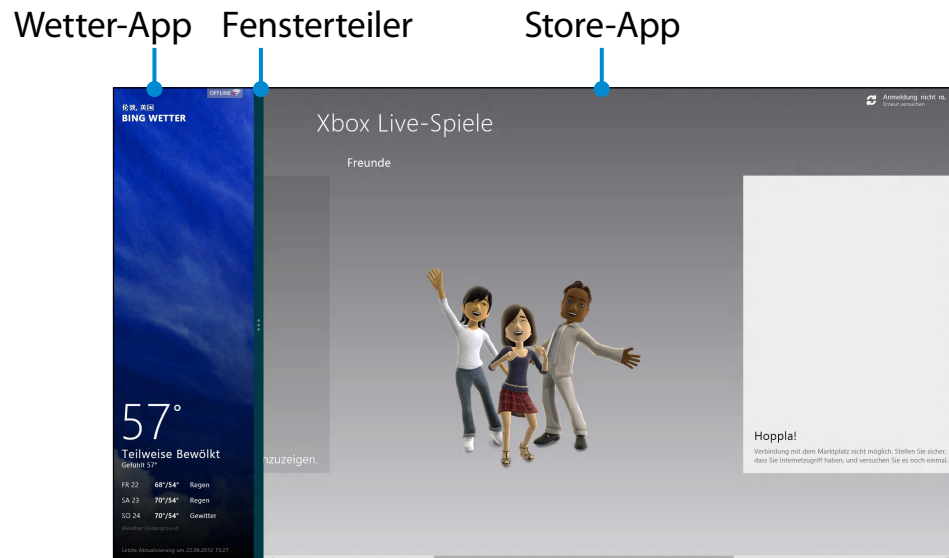 Wetter-App Fensterteiler Store-App
OFFLINE
伦敦, 英国
BING WETTER
Anmeldung nicht m.
Erneut versuchen
Xbox Live-Spiele
Freunde
57°
Teilweise Bewölkt
Gefühlt 57°
nzuzeigen.
FR 22 68°/54° Regen
SA 23 70°/54° Regen
SO 24 70°/54° Gewitter
Weather Underground
Letzte Aktualisierung um 22.06.2012 15:27
Hoppla!
Verbindung mit dem Marktplatz nicht möglich. Stellen Sie sicher,
dass Sie Internetzugriff haben, und versuchen Sie es noch einmal.